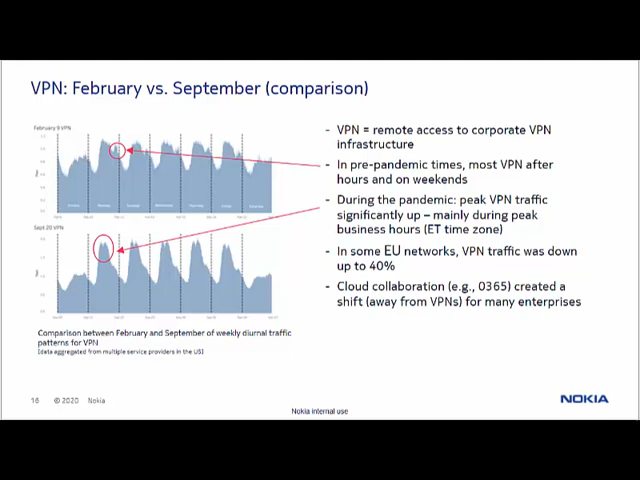 VPN: February vs. September (comparison)
February 9 VPN
Sept 20 VPN
Comparison between February and September of weekly diurnal traffic
patterns for VPN
[data aggregated from multiple service providers in the US]
- VPN = remote access to corporate VPN
infrastructure
- In pre-pandemic times, most VPN after
hours and on weekends
- During the pandemic: peak VPN traffic
significantly up – mainly during peak
business hours (ET time zone)
- In some EU networks, VPN traffic was down
up to 40%
- Cloud collaboration (e.g., O365) created a
shift (away from VPNs) for many enterprises
16 © 2020 Nokia
NOKIA
Nokia internal use